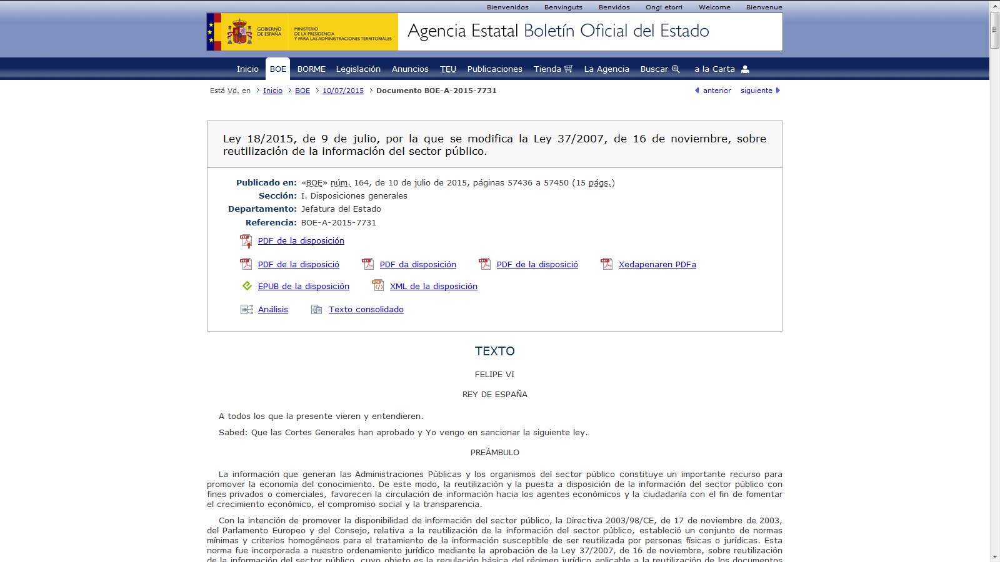 Bienvenidos Benvinguts Benvidos Ongi etorri Welcome Bienvenue
GOBIERNO
DE ESPAÑA
MINISTERIO
DE LA PRESIDENCIA
Y PARA LAS ADMINISTRACIONES TERRITORIALES
Agencia Estatal Boletín Oficial del Estado
Inicio BOE BORME Legislación Anuncios TEU Publicaciones Tienda La Agencia Buscar a la Carta
Está Vd. en > Inicio > BOE > 10/07/2015 > Documento BOE-A-2015-7731
anterior siguiente
Ley 18/2015, de 9 de julio, por la que se modifica la Ley 37/2007, de 16 de noviembre, sobre
reutilización de la información del sector público.
Publicado en: «BOE» núm. 164, de 10 de julio de 2015, páginas 57436 a 57450 (15 págs.)
Sección: I. Disposiciones generales
Departamento: Jefatura del Estado
Referencia: BOE-A-2015-7731
PDF de la disposición
PDF de la disposició PDF da disposición PDF de la disposició Xedapenaren PDFa
EPUB de la disposición XML de la disposición
Análisis Texto consolidado
TEXTO
FELIPE VI
REY DE ESPAÑA
A todos los que la presente vieren y entendieren.
Sabed: Que las Cortes Generales han aprobado y Yo vengo en sancionar la siguiente ley.
PREÁMBULO
La información que generan las Administraciones Públicas y los organismos del sector público constituye un importante recurso para
promover la economía del conocimiento. De este modo, la reutilización y la puesta a disposición de la información del sector público con
fines privados o comerciales, favorecen la circulación de información hacia los agentes económicos y la ciudadanía con el fin de fomentar
el crecimiento económico, el compromiso social y la transparencia.
Con la intención de promover la disponibilidad de información del sector público, la Directiva 2003/98/CE, de 17 de noviembre de 2003,
del Parlamento Europeo y del Consejo, relativa a la reutilización de la información del sector público, estableció un conjunto de normas
mínimas y criterios homogéneos para el tratamiento de la información susceptible de ser reutilizada por personas físicas o jurídicas. Esta
norma fue incorporada a nuestro ordenamiento jurídico mediante la aprobación de la Ley 37/2007, de 16 de noviembre, sobre reutilización
de la información del sector público, cuyo objeto es la regulación básica del régimen jurídico aplicable a la reutilización de los documentos